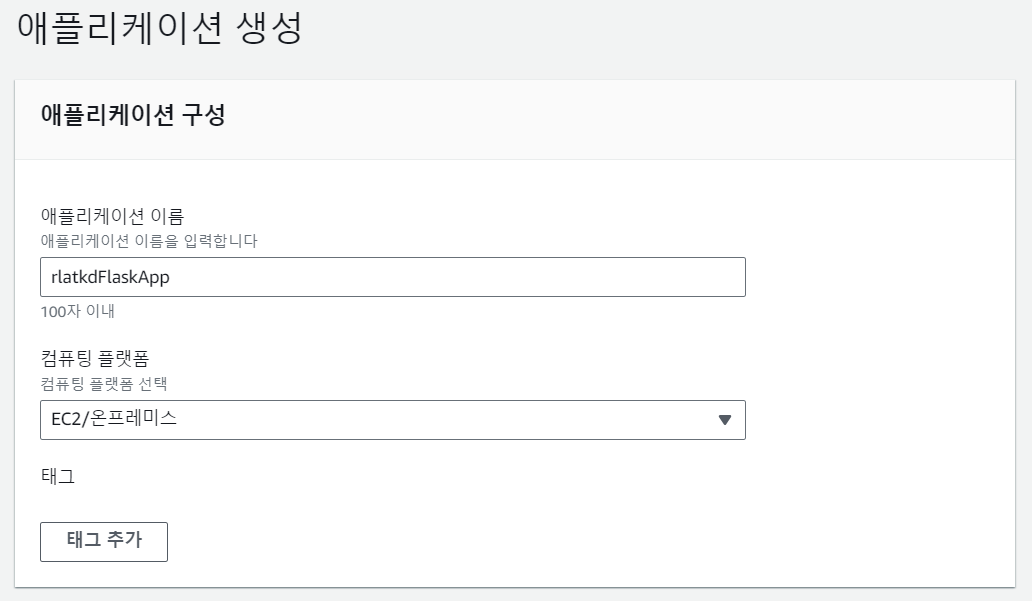 애플리케이션 생성
애플리케이션 구성
애플리케이션 이름
애플리케이션 이름을 입력합니다
rlatkdFlaskApp
100자 이내
컴퓨팅 플랫폼
컴퓨팅 플랫폼 선택
EC2/온프레미스
태그
태그 추가